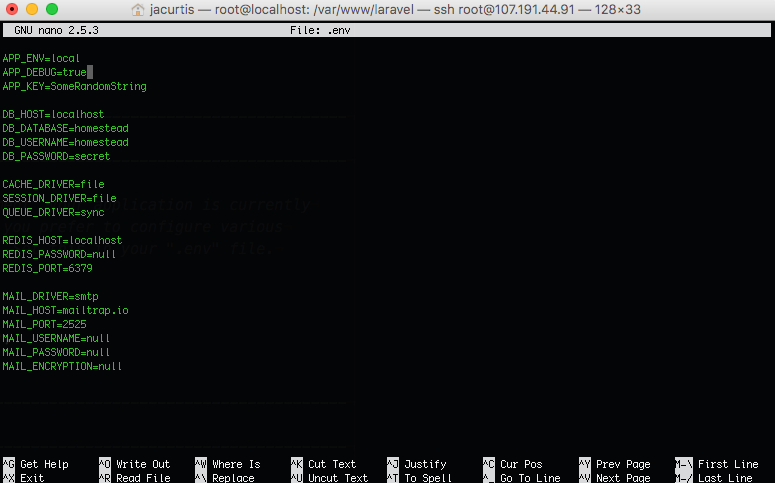 jacurtis — root@localhost: /var/www/laravel — ssh root@107.191.44.91 — 128×33
GNU nano 2.5.3 File: .env
APP_ENV=local
APP_DEBUG=true
APP_KEY=SomeRandomString
DB_HOST=localhost
DB_DATABASE=homestead
DB_USERNAME=homestead
DB_PASSWORD=secret
CACHE_DRIVER=file
SESSION_DRIVER=file
QUEUE_DRIVER=sync
REDIS_HOST=localhost
REDIS_PASSWORD=null
REDIS_PORT=6379
MAIL_DRIVER=smtp
MAIL_HOST=mailtrap.io
MAIL_PORT=2525
MAIL_USERNAME=null
MAIL_PASSWORD=null
MAIL_ENCRYPTION=null
^G Get Help ^O Write Out ^W Where Is ^K Cut Text ^J Justify ^C Cur Pos ^Y Prev Page M-\ First Line
^X Exit ^R Read File ^\ Replace ^U Uncut Text ^T To Spell ^_ Go To Line ^V Next Page M-/ Last Line